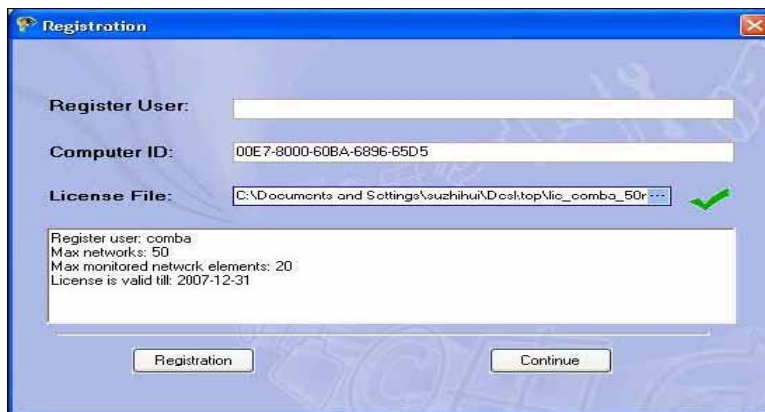 Registration
Register User:
Computer ID: 00E7-8000-60BA-6896-65D5
License File: C:\Documents and Settings\suzhihui\Desktop\lic_comba_50r ...
Register user: comba
Max networks: 50
Max monitored network elements: 20
License is valid till: 2007-12-31
Registration Continue